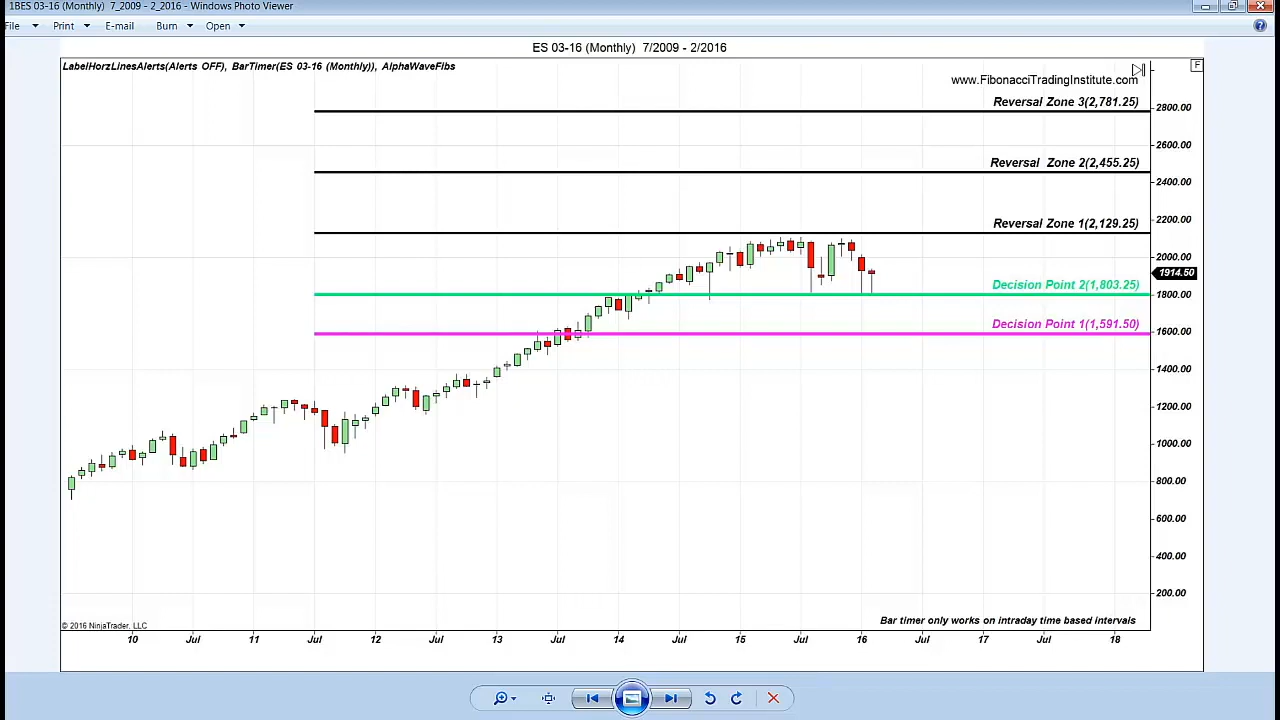 1BES 03-16 (Monthly)  7_2009 - 2_2016 - Windows Photo Viewer
File Print E-mail Burn Open
ES 03-16 (Monthly)  7/2009 - 2/2016
LabelHorzLinesAlerts(Alerts OFF), BarTimer(ES 03-16 (Monthly)), AlphaWaveFIbs
F
www.FibonacciTradingInstitute.com
Reversal Zone 3(2,781.25)
2800.00
2600.00
Reversal  Zone 2(2,455.25)
2400.00
2200.00
Reversal Zone 1(2,129.25)
2000.00
1914.50
Decision Point 2(1,803.25)
1800.00
Decision Point 1(1,591.50)
1600.00
1400.00
1200.00
1000.00
800.00
600.00
400.00
200.00
© 2016 NinjaTrader, LLC
Bar timer only works on intraday time based intervals
10 Jul 11 Jul 12 Jul 13 Jul 14 Jul 15 Jul 16 Jul 17 Jul 18